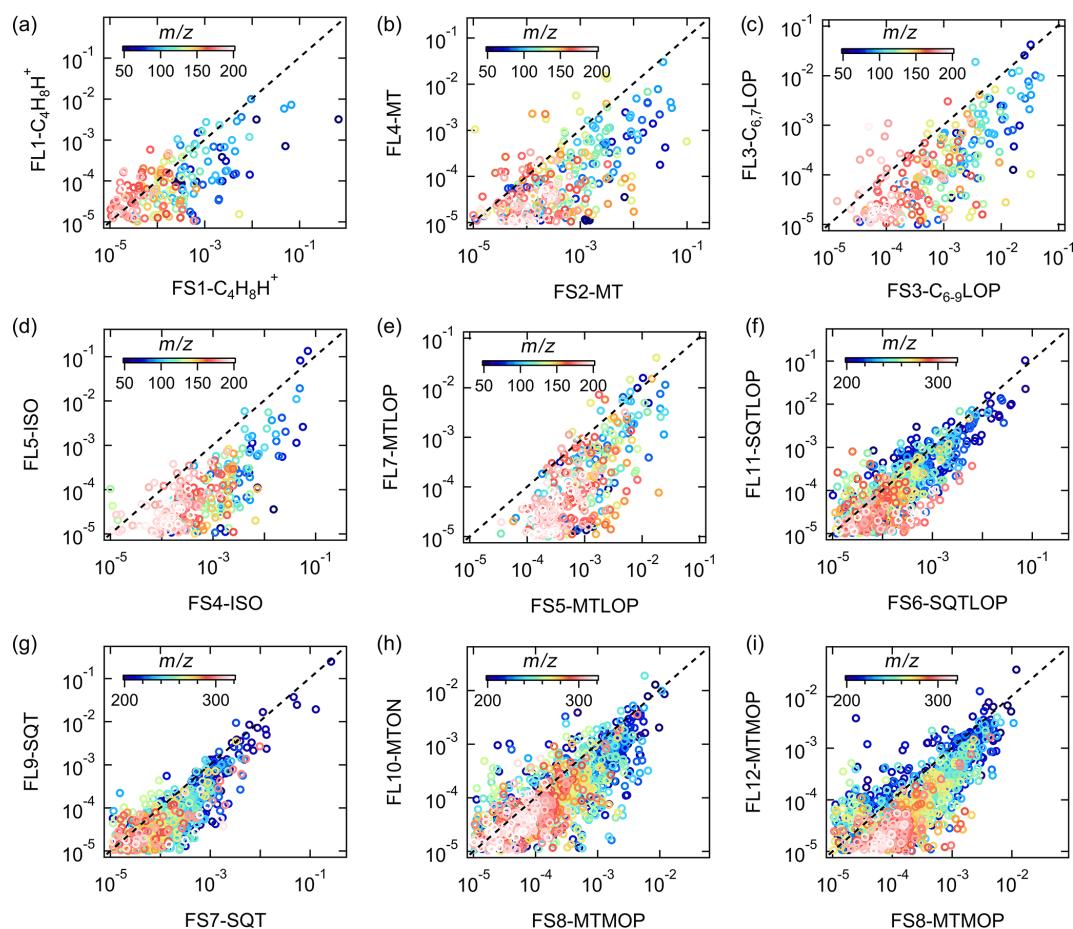 (a)
m/z
50 100 150 200
10⁻¹
10⁻²
10⁻³
10⁻⁴
10⁻⁵
FL1-C₄H₈H⁺
10⁻⁵ 10⁻³ 10⁻¹
FS1-C₄H₈H⁺
(b)
m/z
50 100 150 200
10⁻¹
10⁻²
10⁻³
10⁻⁴
10⁻⁵
FL4-MT
10⁻⁵ 10⁻³ 10⁻¹
FS2-MT
(c)
m/z
50 100 150 200
10⁻¹
10⁻²
10⁻³
10⁻⁴
10⁻⁵
FL3-C₆,₇LOP
10⁻⁵ 10⁻⁴ 10⁻³ 10⁻² 10⁻¹
FS3-C₆₋₉LOP
(d)
m/z
50 100 150 200
10⁻¹
10⁻²
10⁻³
10⁻⁴
10⁻⁵
FL5-ISO
10⁻⁵ 10⁻³ 10⁻¹
FS4-ISO
(e)
m/z
50 100 150 200
10⁻¹
10⁻²
10⁻³
10⁻⁴
10⁻⁵
FL7-MTLOP
10⁻⁵ 10⁻⁴ 10⁻³ 10⁻² 10⁻¹
FS5-MTLOP
(f)
m/z
200 300
10⁻¹
10⁻²
10⁻³
10⁻⁴
10⁻⁵
FL11-SQTLOP
10⁻⁵ 10⁻⁴ 10⁻³ 10⁻² 10⁻¹
FS6-SQTLOP
(g)
m/z
200 300
10⁻¹
10⁻²
10⁻³
10⁻⁴
10⁻⁵
FL9-SQT
10⁻⁵ 10⁻³ 10⁻¹
FS7-SQT
(h)
m/z
200 300
10⁻²
10⁻³
10⁻⁴
10⁻⁵
FL10-MTON
10⁻⁵ 10⁻⁴ 10⁻³ 10⁻²
FS8-MTMOP
(i)
m/z
200 300
10⁻²
10⁻³
10⁻⁴
10⁻⁵
FL12-MTMOP
10⁻⁵ 10⁻⁴ 10⁻³ 10⁻²
FS8-MTMOP